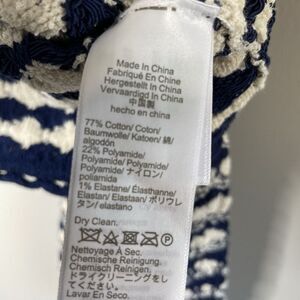 Made In China
Fabriqué En Chine
Hergestellt In China
Vervaardigd In China
中国製
hecho en china
77% Cotton/ Coton/
Baumwolle/ Katoen/ 綿/
algodón
22% Polyamide/
Polyamide/ Polyamid/
Polyamide/ ナイロン/
poliamida
1% Elastane/ Élasthanne/
Elastan/ Elastaan/ ポリウレ
タン/ elastano
Dry Clean.
Nettoyage À Sec.
Chemische Reinigung.
Chemisch Reinigen.
ドライクリーニングをし
てください.
Lavar En Seco.